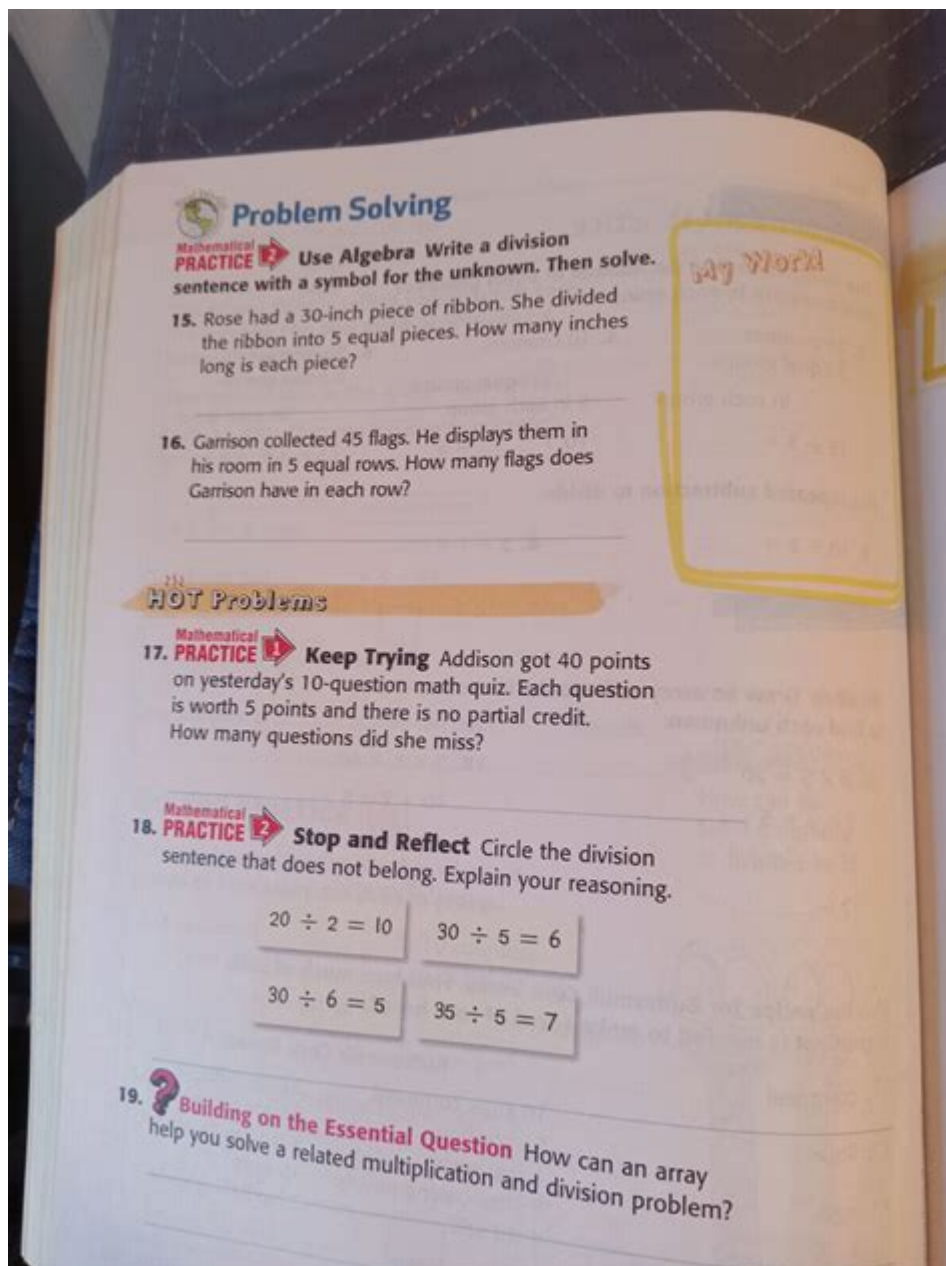 Problem Solving
Mathematical
PRACTICE 2 Use Algebra Write a division
sentence with a symbol for the unknown. Then solve.
My Work!
15. Rose had a 30-inch piece of ribbon. She divided
the ribbon into 5 equal pieces. How many inches
long is each piece?
16. Garrison collected 45 flags. He displays them in
his room in 5 equal rows. How many flags does
Garrison have in each row?
HOT Problems
Mathematical
17. PRACTICE 1 Keep Trying Addison got 40 points
on yesterday's 10-question math quiz. Each question
is worth 5 points and there is no partial credit.
How many questions did she miss?
Mathematical
18. PRACTICE 2 Stop and Reflect Circle the division
sentence that does not belong. Explain your reasoning.
20 ÷ 2 = 10 30 ÷ 5 = 6
30 ÷ 6 = 5 35 ÷ 5 = 7
19. ? Building on the Essential Question How can an array
help you solve a related multiplication and division problem?